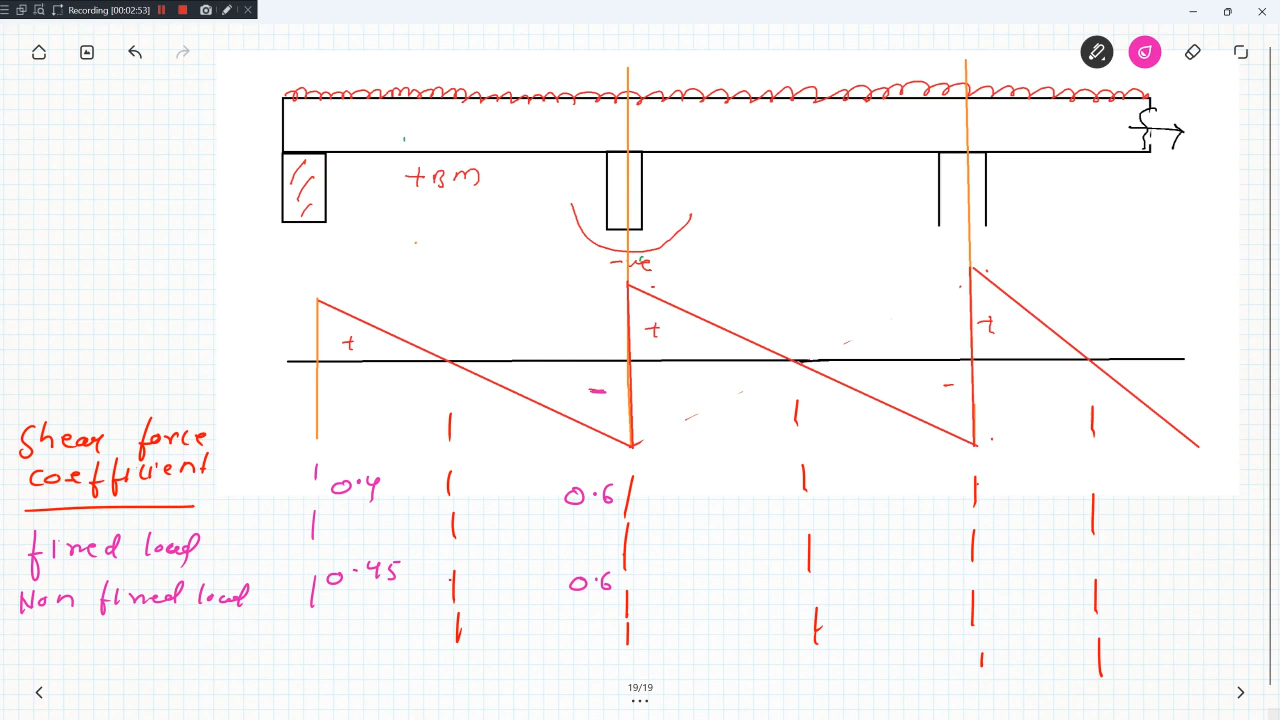 Recording [00:02:53]
+BM
-ve
+
+
+
-
-
Shear force
coefficient
0.4
0.6
fixed load
0.45
0.6
Non fixed load
19/19